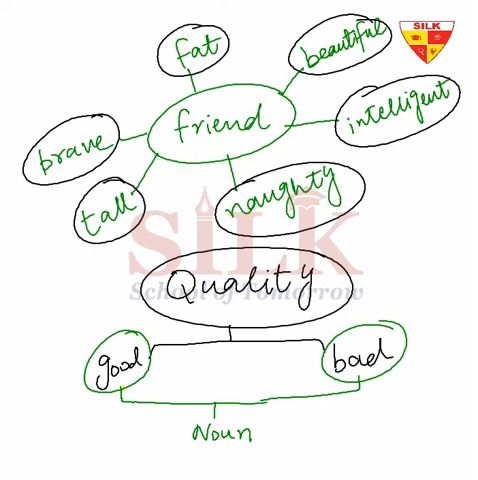 SILK
fat
beautiful
friend
intelligent
brave
tall
naughty
SILK
Quality
School of Tomorrow
good
bad
Noun